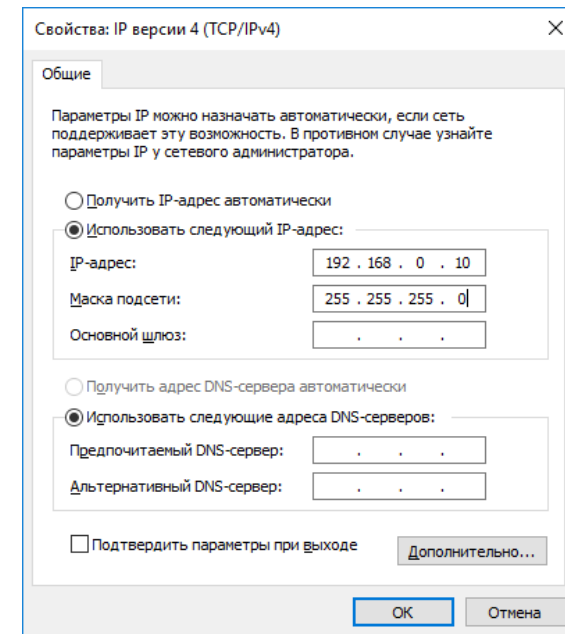 Свойства: IP версии 4 (TCP/IPv4)
Общие
Параметры IP можно назначать автоматически, если сеть
поддерживает эту возможность. В противном случае узнайте
параметры IP у сетевого администратора.
Получить IP-адрес автоматически
Использовать следующий IP-адрес:
IP-адрес: 192 . 168 . 0 . 10
Маска подсети: 255 . 255 . 255 . 0
Основной шлюз: . . .
Получить адрес DNS-сервера автоматически
Использовать следующие адреса DNS-серверов:
Предпочитаемый DNS-сервер: . . .
Альтернативный DNS-сервер: . . .
Подтвердить параметры при выходе Дополнительно...
ОК Отмена